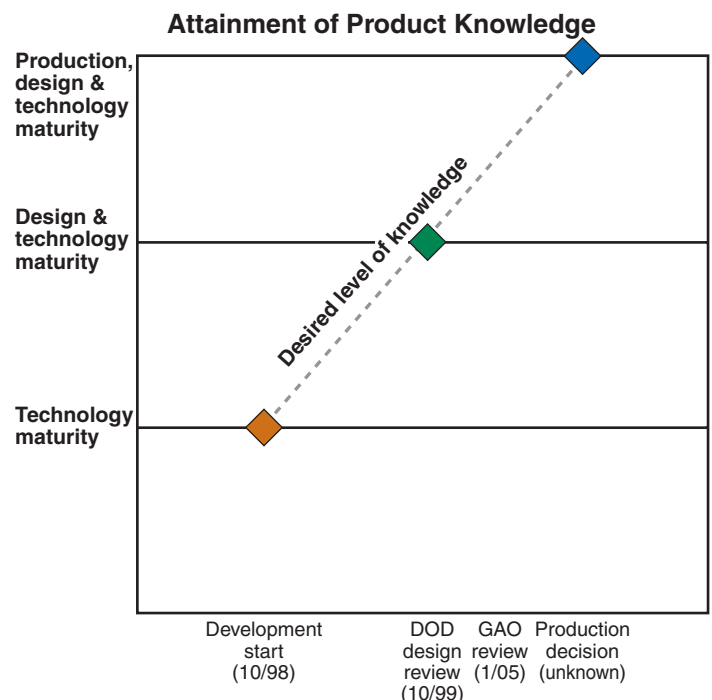 Attainment of Product Knowledge
Production,
design &
technology
maturity
Design &
technology
maturity
Technology
maturity
Desired level of knowledge
Development
start
(10/98)
DOD
design
review
(10/99)
GAO
review
(1/05)
Production
decision
(unknown)